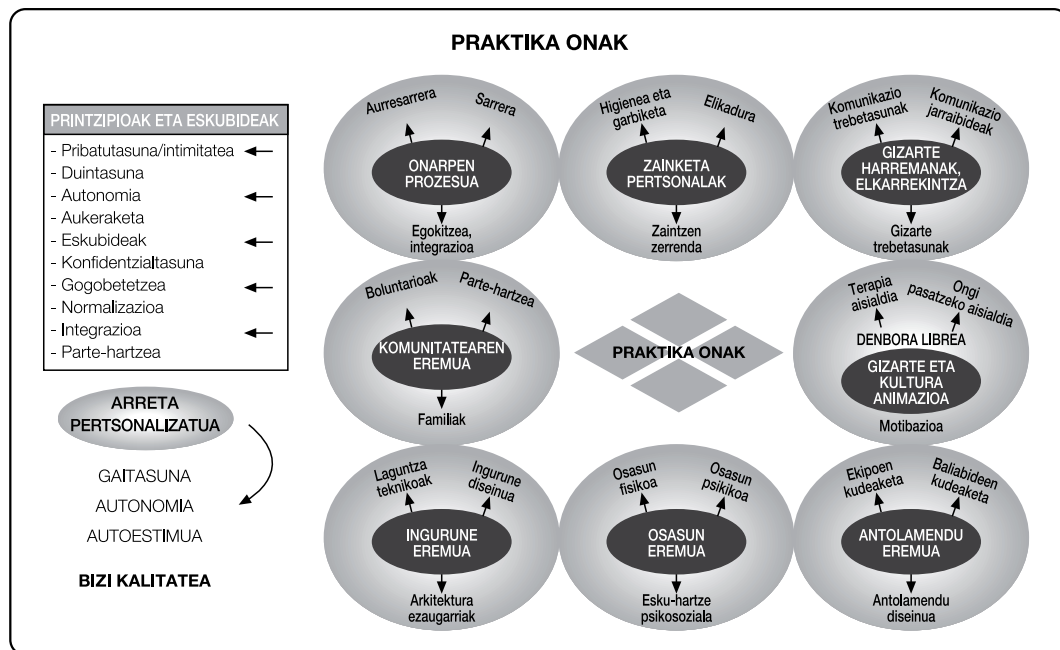 PRAKTIKA ONAK
PRINTZIPIOAK ETA ESKUBIDEAK
- Pribatutasuna/intimitatea
- Duintasuna
- Autonomia
- Aukeraketa
- Eskubideak
- Konfidentzialtasuna
- Gogobetetzea
- Normalizazioa
- Integrazioa
- Parte-hartzea
ARRETA
PERTSONALIZATUA
GAITASUNA
AUTONOMIA
AUTOESTIMUA
BIZI KALITATEA
Aurresarrera
Sarrera
ONARPEN
PROZESUA
Egokitzea,
integrazioa
Higienea eta
garbiketa
Elikadura
ZAINKETA
PERTSONALAK
Zaintzen
zerrenda
Komunikazio
trebetasunak
Komunikazio
jarraibideak
GIZARTE
HARREMANAK,
ELKARREKINTZA
Gizarte
trebetasunak
Boluntarioak
Parte-hartzea
KOMUNITATEAREN
EREMUA
Familiak
PRAKTIKA ONAK
Terapia
aisialdia
Ongi
pasatzeko aisialdia
DENBORA LIBREA
GIZARTE ETA
KULTURA
ANIMAZIOA
Motibazioa
Laguntza
teknikoak
Ingurune
diseinua
INGURUNE
EREMUA
Arkitektura
ezaugarriak
Osasun
fisikoa
Osasun
psikikoa
OSASUN
EREMUA
Esku-hartze
psikosoziala
Ekipoen
kudeaketa
Baliabideen
kudeaketa
ANTOLAMENDU
EREMUA
Antolamendu
diseinua